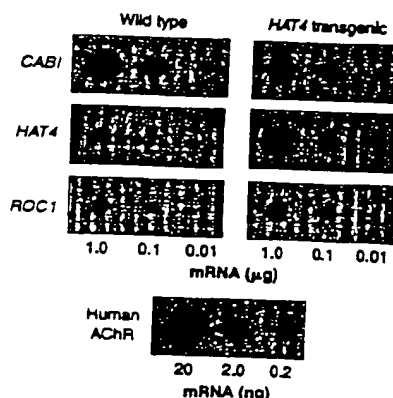 Wild type HAT4 transgenic
CABI
HAT4
ROC1
1.0 0.1 0.01 1.0 0.1 0.01
mRNA (μg)
Human
AChR
20 2.0 0.2
mRNA (ng)